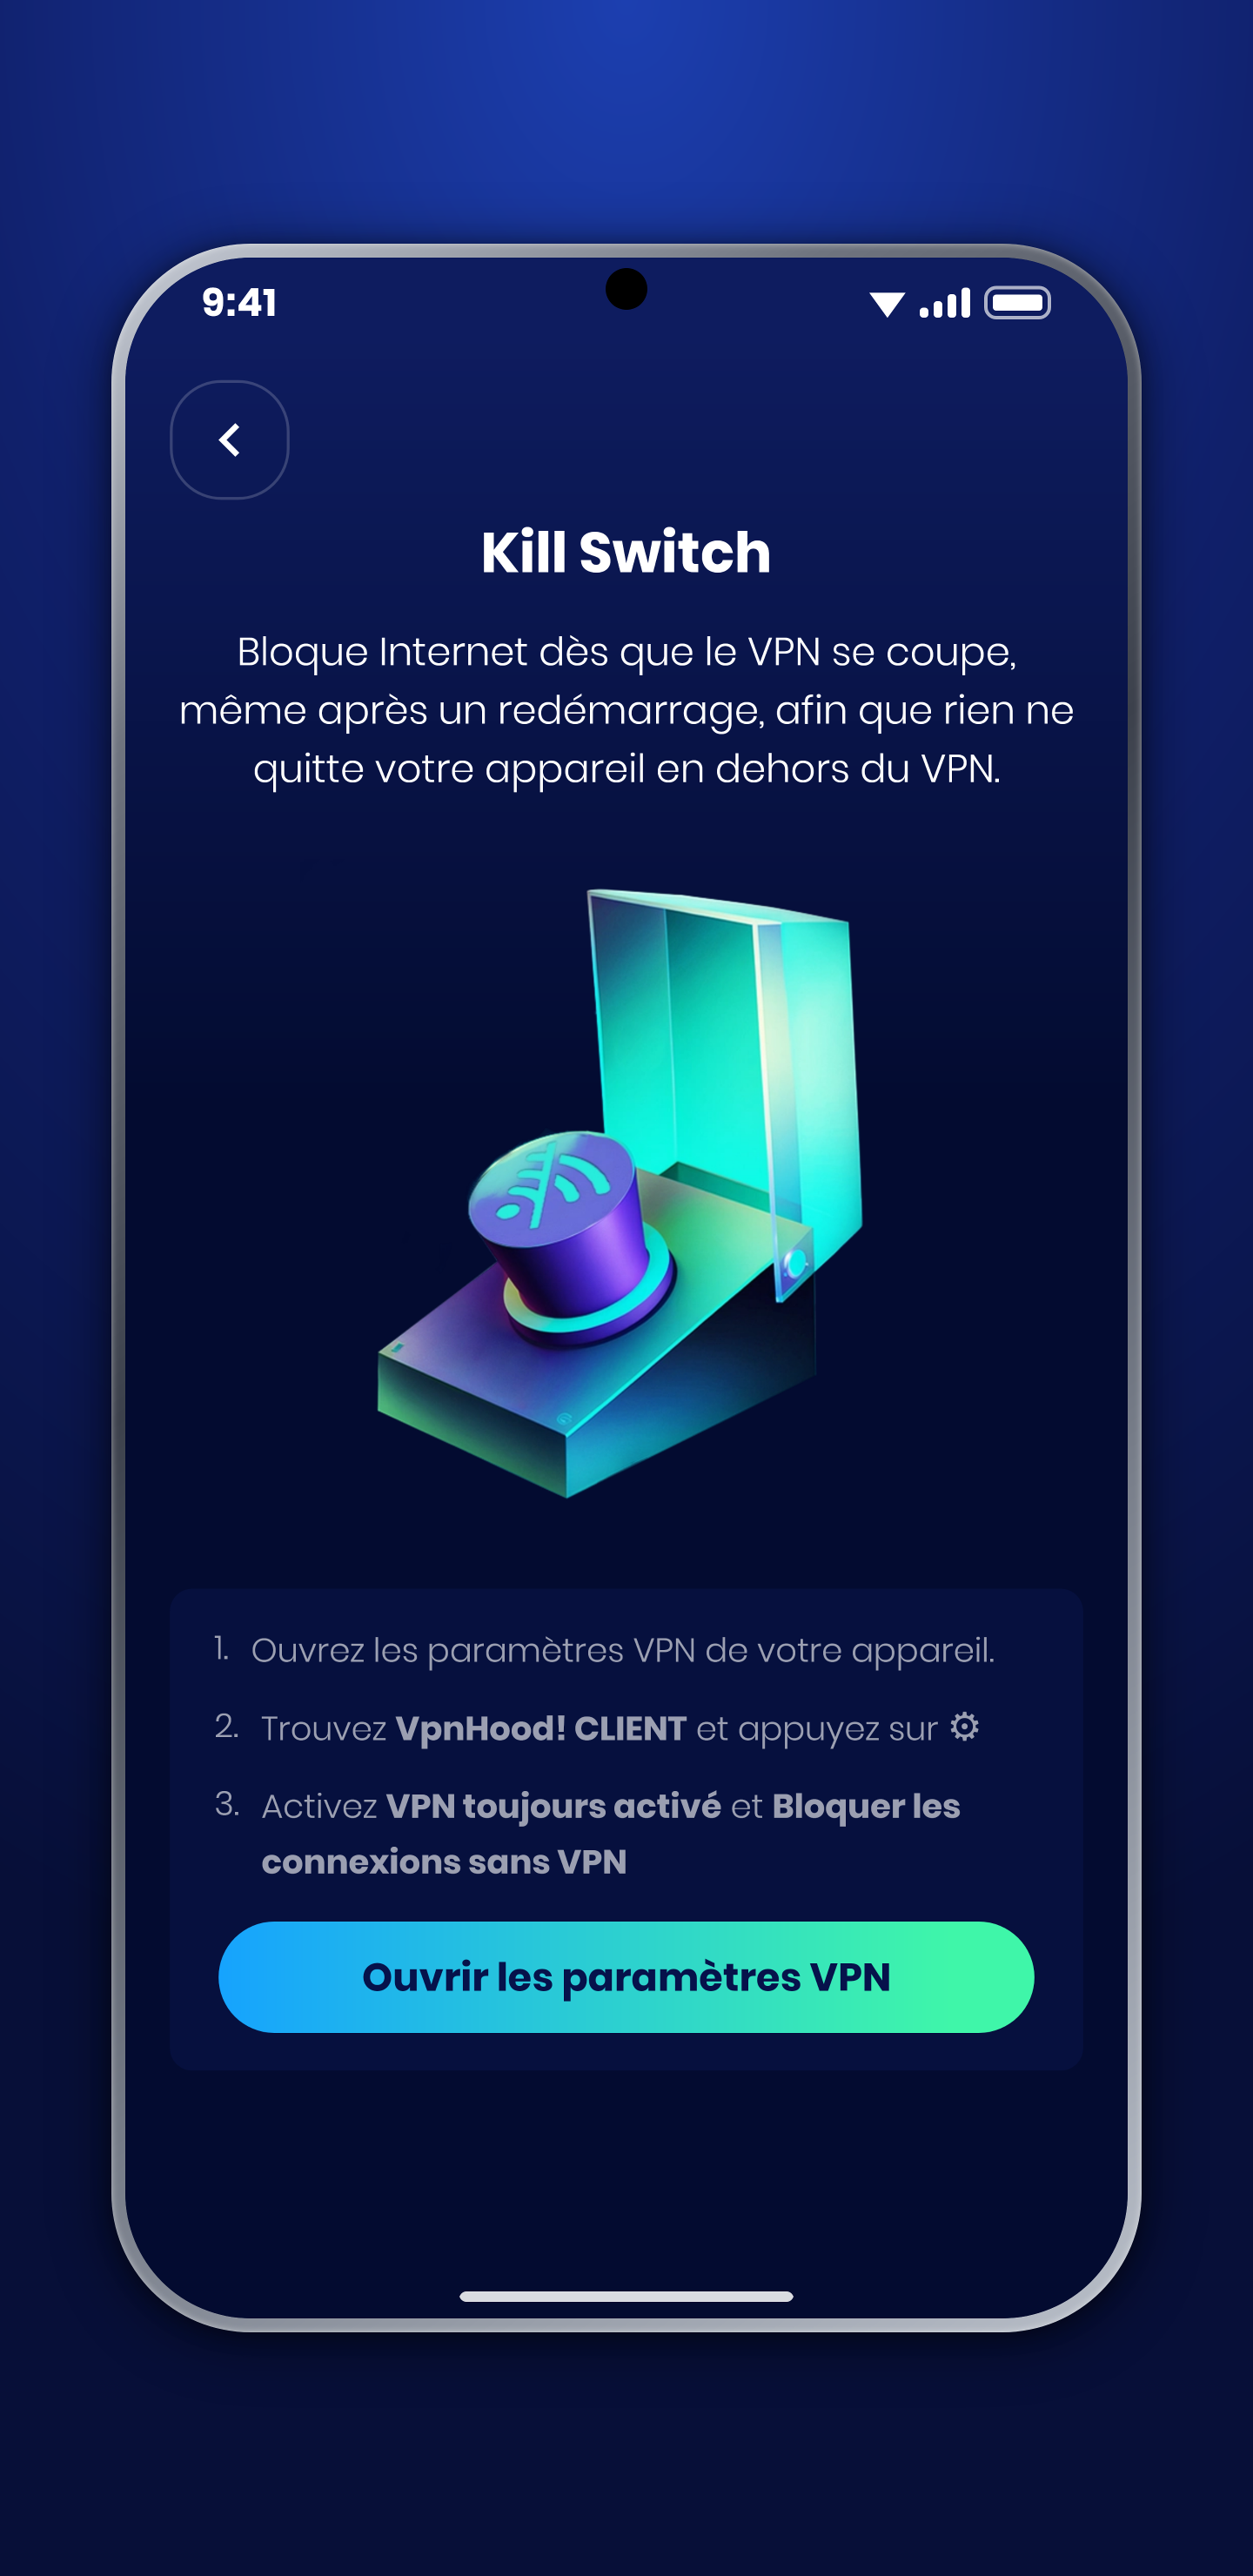 9:41
Kill Switch
Bloque Internet dès que le VPN se coupe,
même après un redémarrage, afin que rien ne
quitte votre appareil en dehors du VPN.
1. Ouvrez les paramètres VPN de votre appareil.
2. Trouvez VpnHood! CLIENT et appuyez sur ⚙
3. Activez VPN toujours activé et Bloquer les
connexions sans VPN
Ouvrir les paramètres VPN